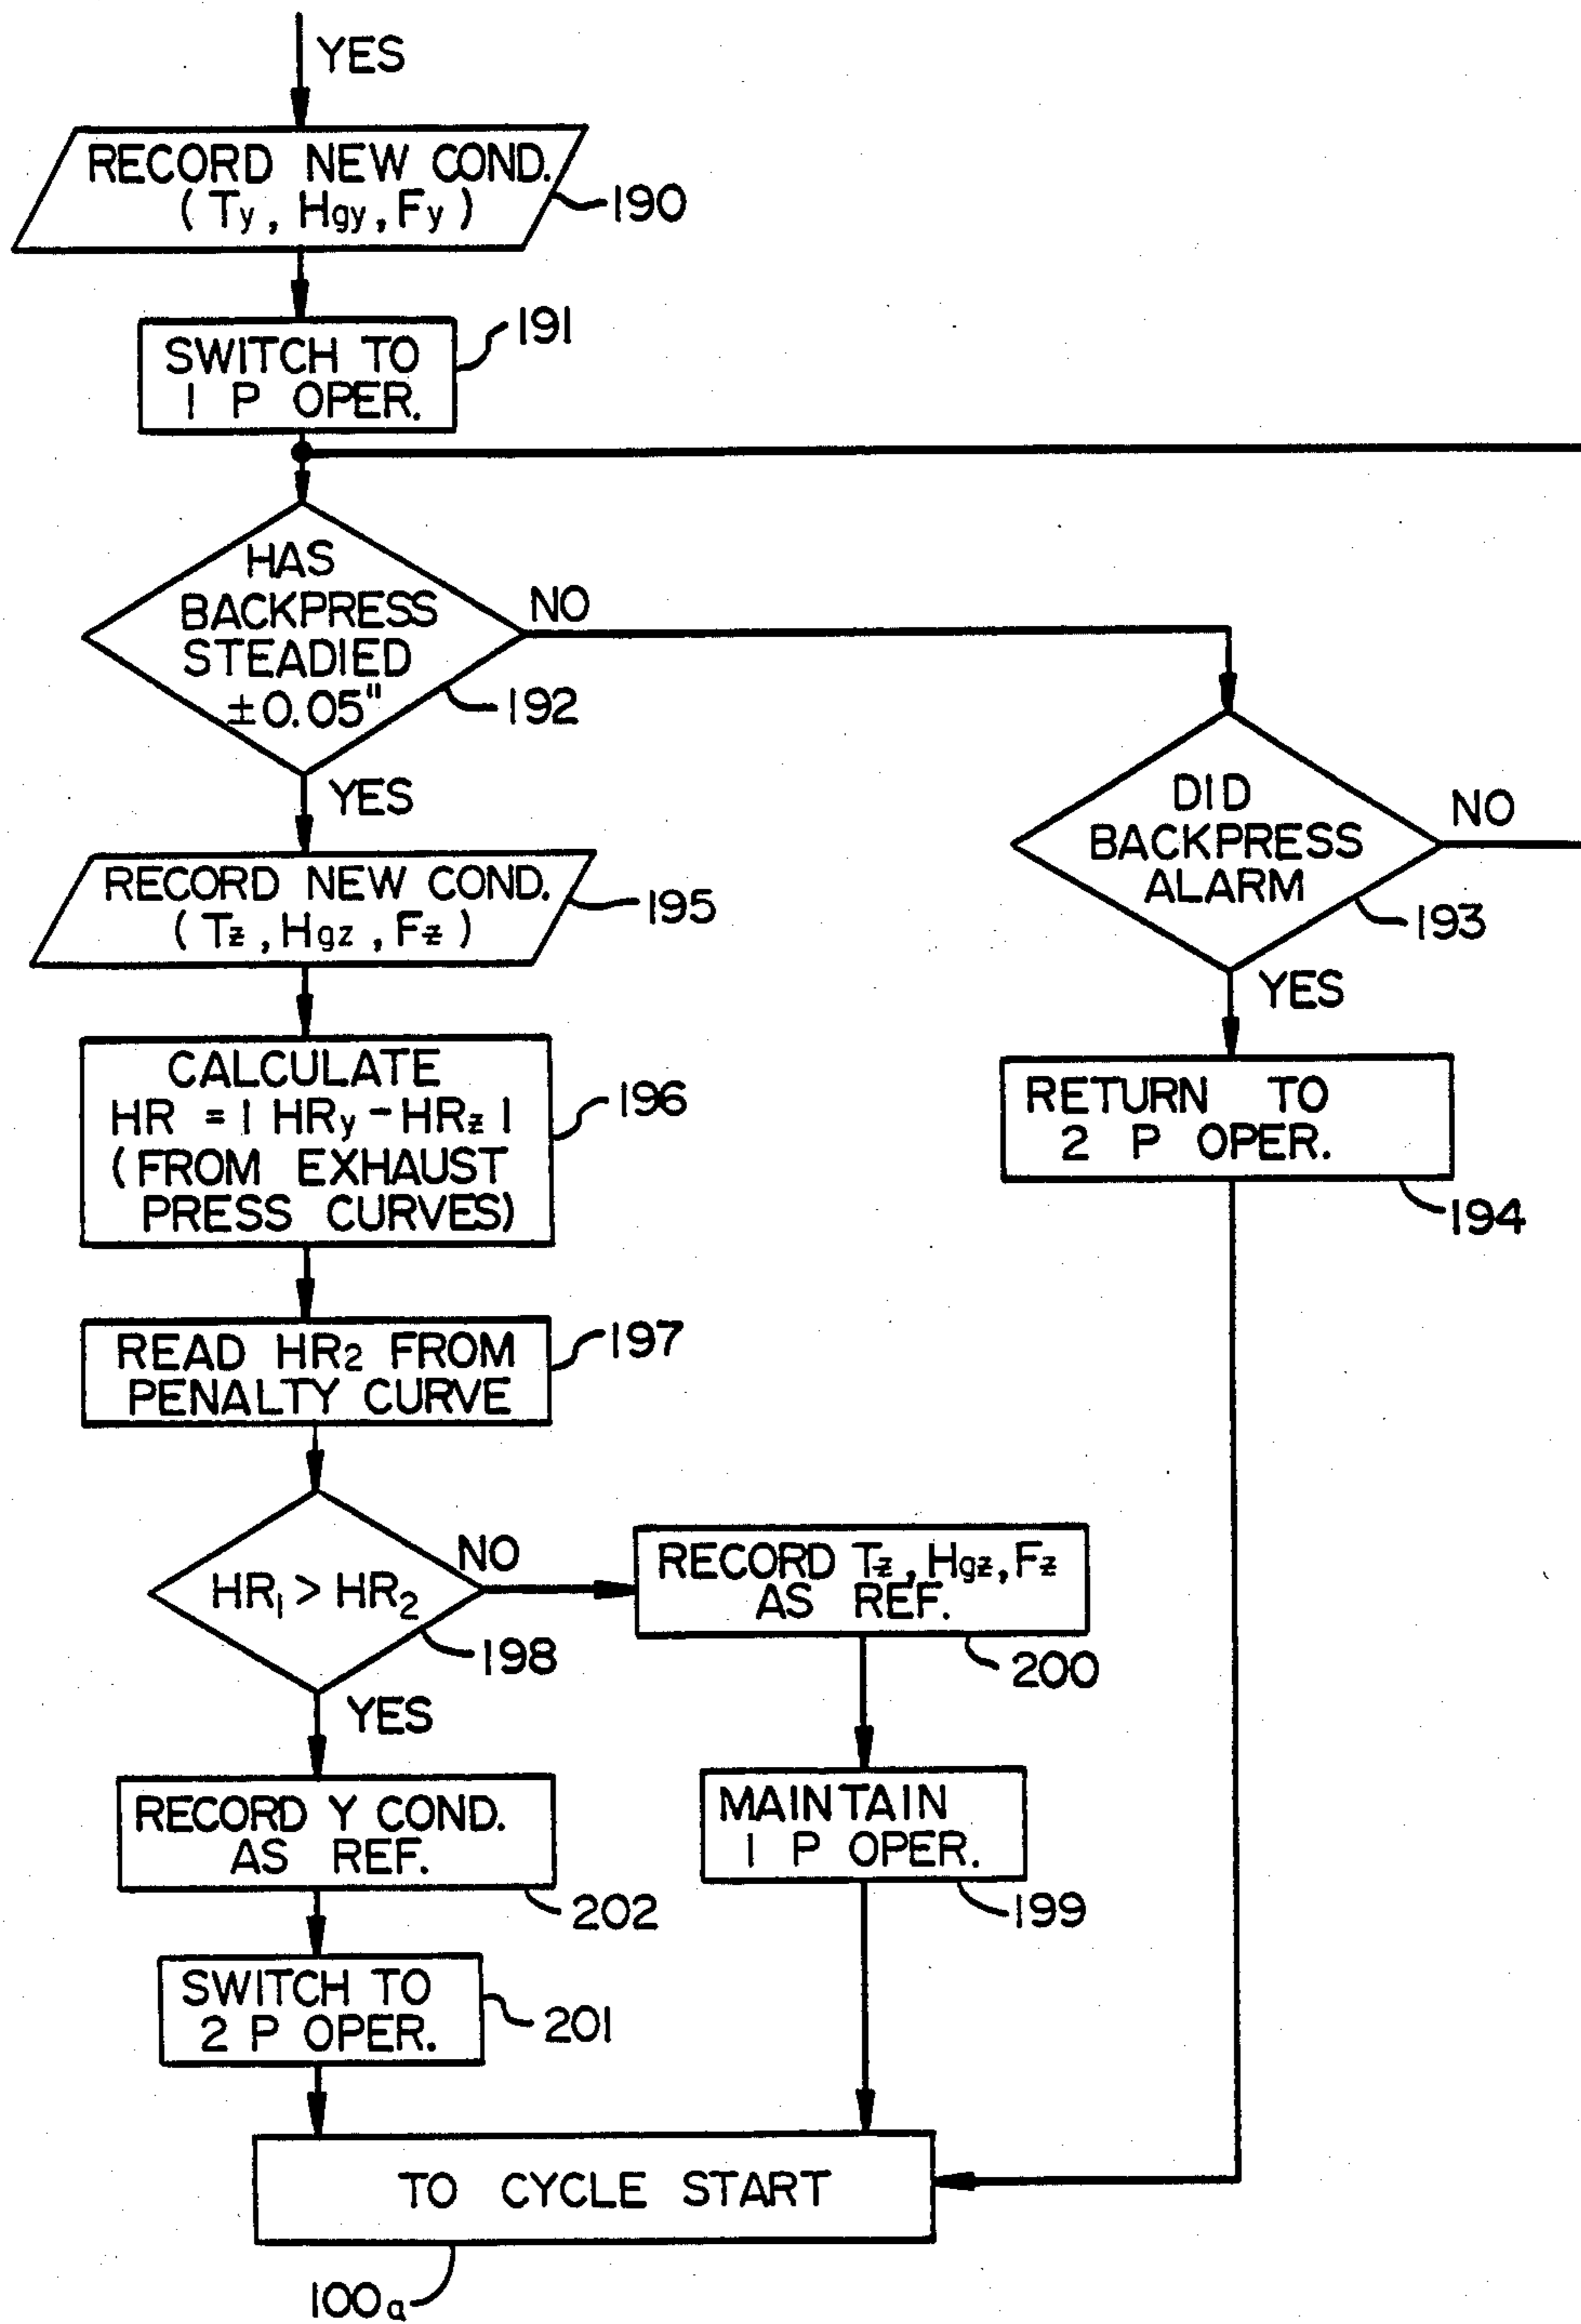 YES
RECORD NEW COND.
(Ty, Hgy, Fy)
190
SWITCH TO
1 P OPER.
191
HAS
BACKPRESS
STEADIED
±0.05"
192
NO
YES
DID
BACKPRESS
ALARM
193
NO
YES
RETURN TO
2 P OPER.
194
RECORD NEW COND.
(Tz, Hgz, Fz)
195
CALCULATE
HR = | HRy - HRz |
(FROM EXHAUST
PRESS CURVES)
196
READ HR2 FROM
PENALTY CURVE
197
HR1 > HR2
198
NO
YES
RECORD Tz, Hgz, Fz
AS REF.
200
MAINTAIN
1 P OPER.
199
RECORD Y COND.
AS REF.
202
SWITCH TO
2 P OPER.
201
TO CYCLE START
100a